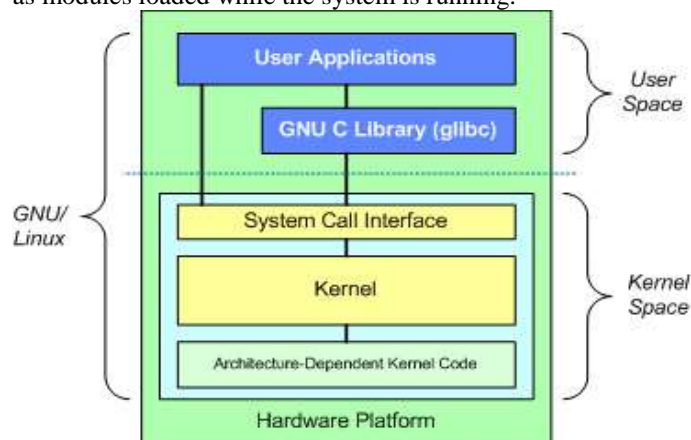 as modules loaded while the system is running.
User Applications
User
Space
GNU C Library (glibc)
GNU/
Linux
System Call Interface
Kernel
Kernel
Space
Architecture-Dependent Kernel Code
Hardware Platform